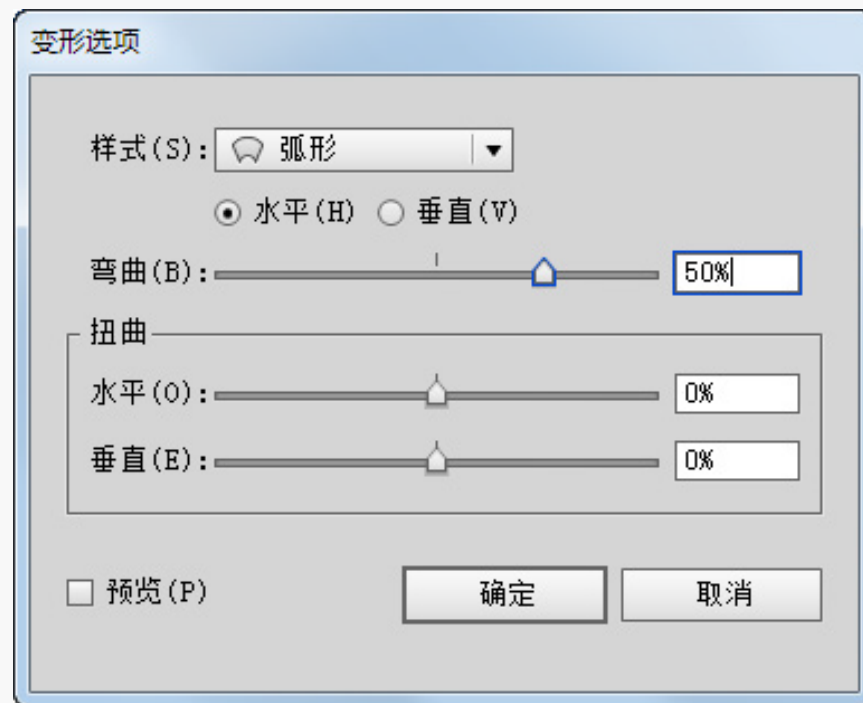 变形选项
样式(S): 弧形
水平(H) 垂直(V)
弯曲(B): 50%
扭曲
水平(O): 0%
垂直(E): 0%
预览(P) 确定 取消